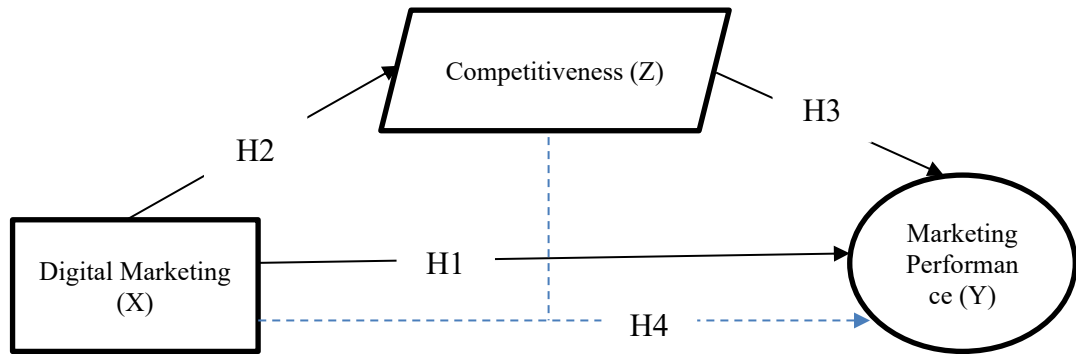 Competitiveness (Z)
H3
H2
Digital Marketing
(X)
H1
Marketing
Performan
ce (Y)
H4